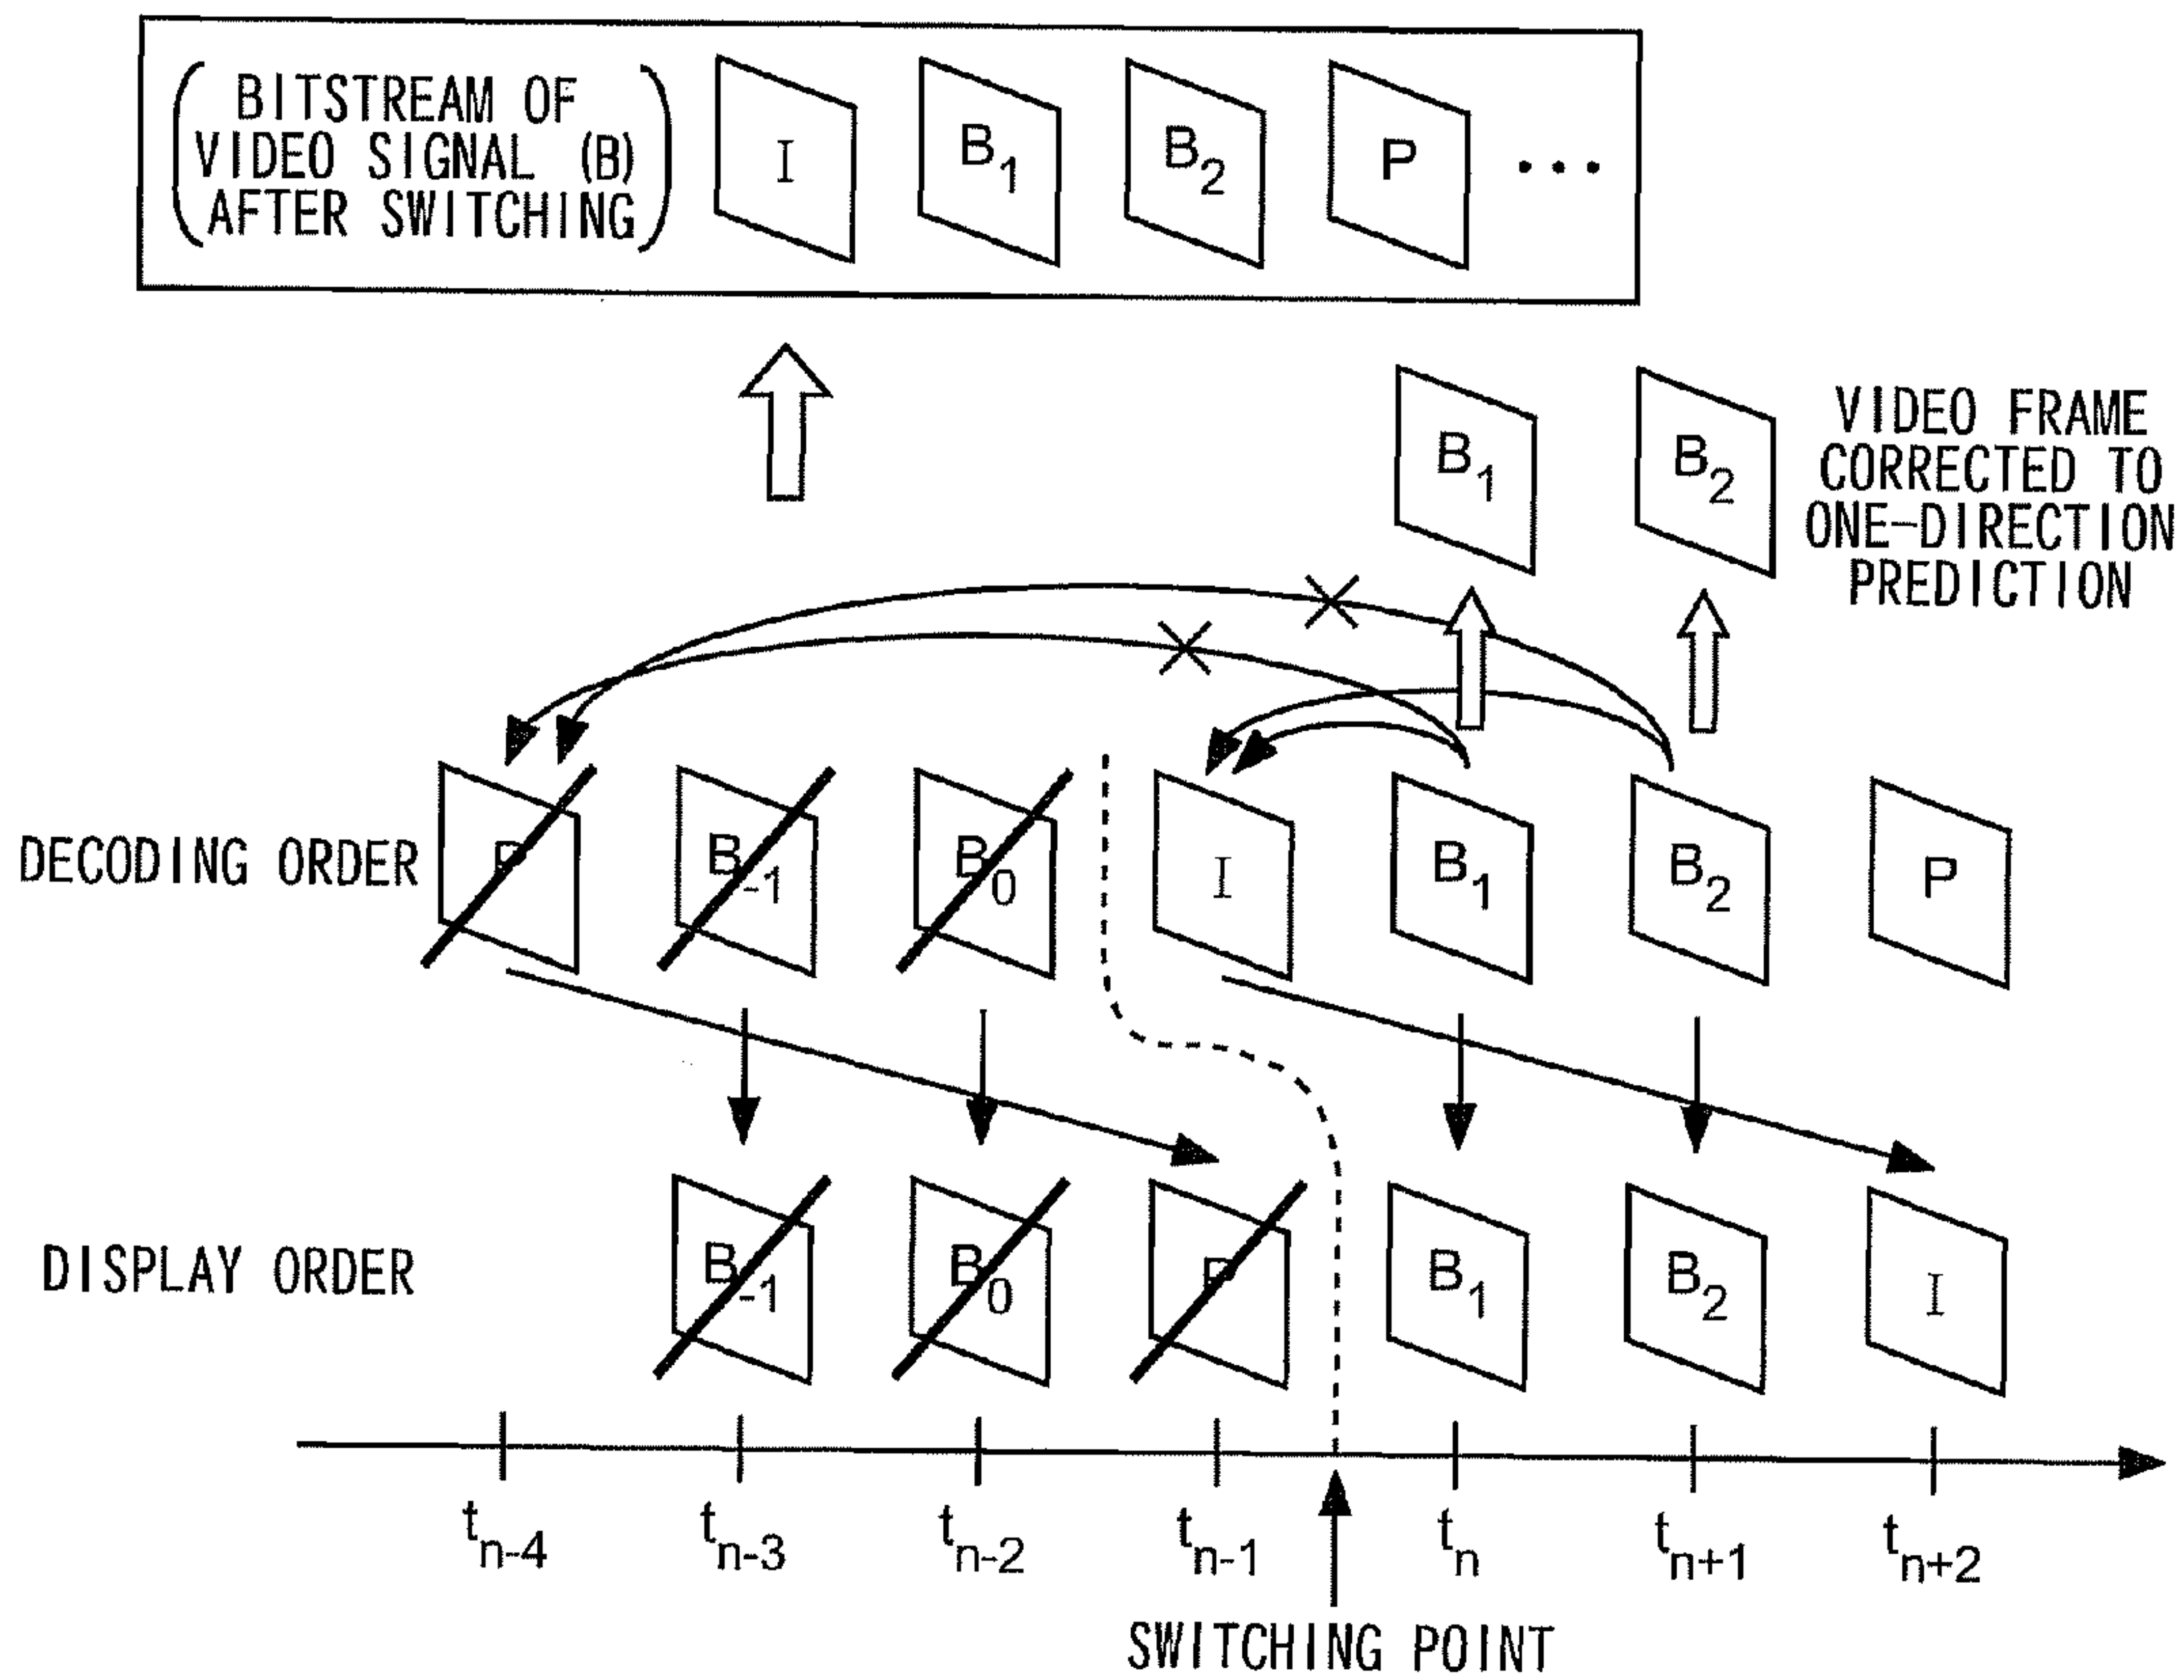 BITSTREAM OF
VIDEO SIGNAL (B)
AFTER SWITCHING
I B1 B2 P ...
B1 B2
VIDEO FRAME
CORRECTED TO
ONE-DIRECTION
PREDICTION
DECODING ORDER P B-1 B0 I B1 B2 P
DISPLAY ORDER B-1 B0 P B1 B2 I
tn-4 tn-3 tn-2 tn-1 tn tn+1 tn+2
SWITCHING POINT